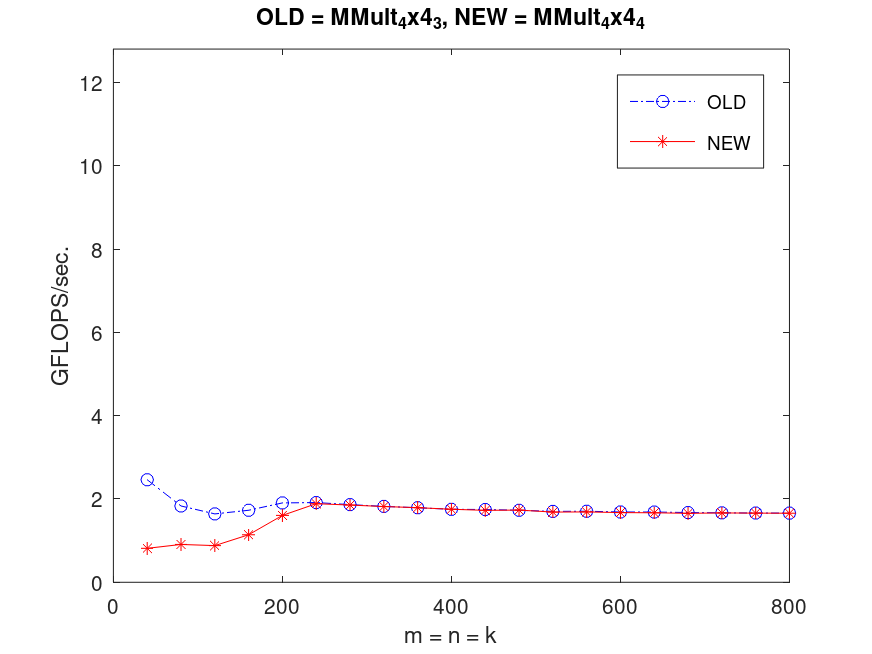 OLD = MMult₄x4₃, NEW = MMult₄x4₄
12
10
8
6
4
2
0
GFLOPS/sec.
OLD
NEW
0 200 400 600 800
m = n = k